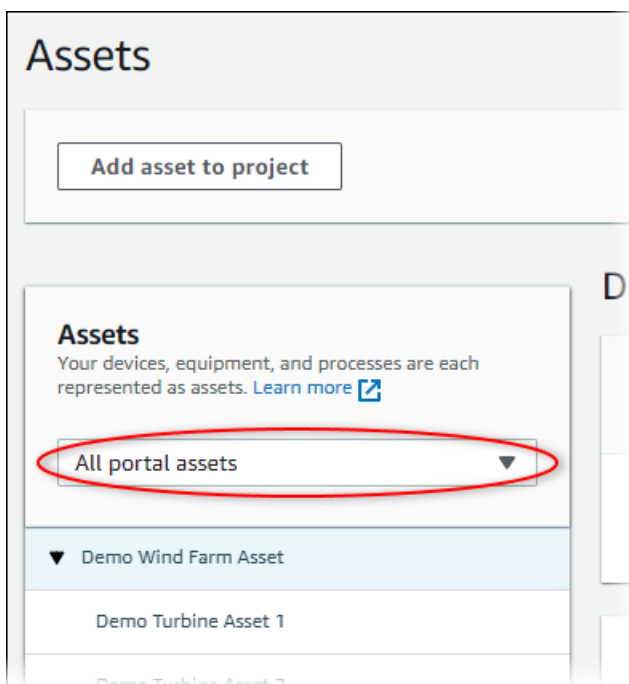 Assets
Add asset to project
D
Assets
Your devices, equipment, and processes are each
represented as assets. Learn more
All portal assets
Demo Wind Farm Asset
Demo Turbine Asset 1